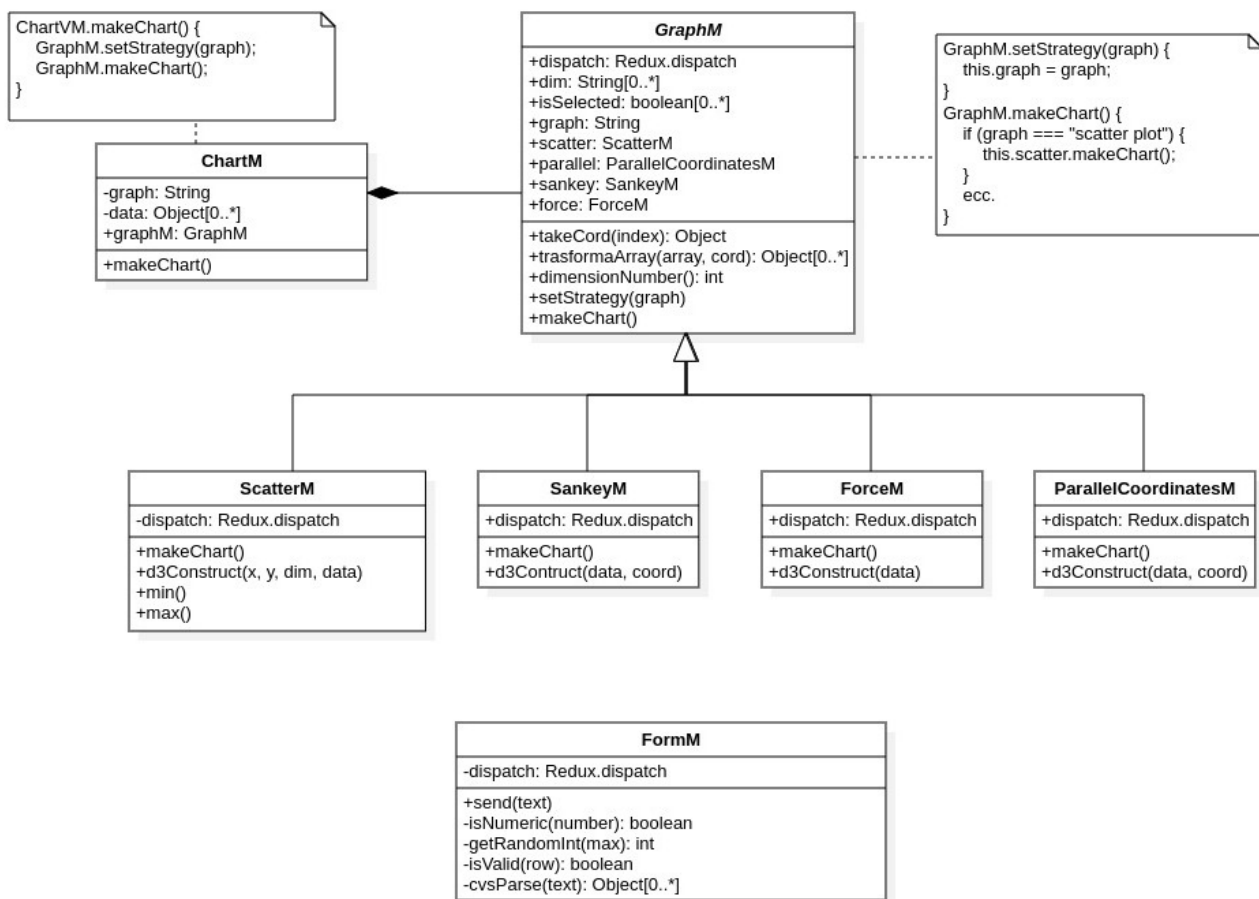 ChartVM.makeChart() {
GraphM.setStrategy(graph);
GraphM.makeChart();
}
ChartM
-graph: String
-data: Object[0..*]
+graphM: GraphM
+makeChart()
GraphM
+dispatch: Redux.dispatch
+dim: String[0..*]
+isSelected: boolean[0..*]
+graph: String
+scatter: ScatterM
+parallel: ParallelCoordinatesM
+sankey: SankeyM
+force: ForceM
+takeCord(index): Object
+trasformaArray(array, cord): Object[0..*]
+dimensionNumber(): int
+setStrategy(graph)
+makeChart()
GraphM.setStrategy(graph) {
this.graph = graph;
}
GraphM.makeChart() {
if (graph === "scatter plot") {
this.scatter.makeChart();
}
ecc.
}
ScatterM
-dispatch: Redux.dispatch
+makeChart()
+d3Construct(x, y, dim, data)
+min()
+max()
SankeyM
+dispatch: Redux.dispatch
+makeChart()
+d3Contruct(data, coord)
ForceM
+dispatch: Redux.dispatch
+makeChart()
+d3Construct(data)
ParallelCoordinatesM
+dispatch: Redux.dispatch
+makeChart()
+d3Construct(data, coord)
FormM
-dispatch: Redux.dispatch
+send(text)
-isNumeric(number): boolean
-getRandomInt(max): int
-isValid(row): boolean
-cvsParse(text): Object[0..*]